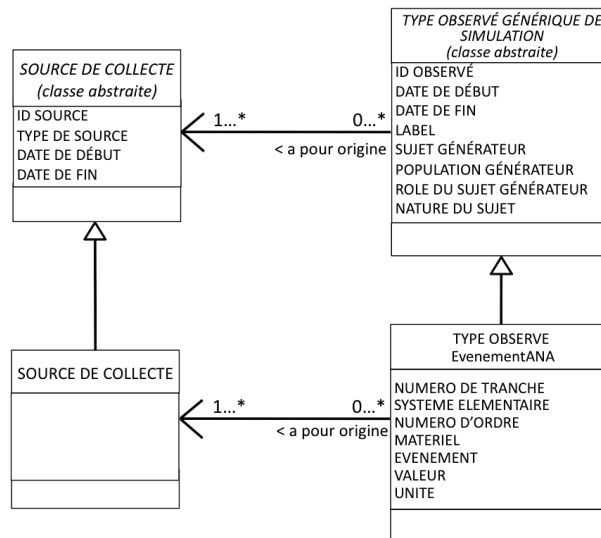 SOURCE DE COLLECTE
(classe abstraite)
ID SOURCE
TYPE DE SOURCE
DATE DE DÉBUT
DATE DE FIN
1...*
0...*
< a pour origine
TYPE OBSERVÉ GÉNÉRIQUE DE
SIMULATION
(classe abstraite)
ID OBSERVÉ
DATE DE DÉBUT
DATE DE FIN
LABEL
SUJET GÉNÉRATEUR
POPULATION GÉNÉRATEUR
ROLE DU SUJET GÉNÉRATEUR
NATURE DU SUJET
SOURCE DE COLLECTE
1...*
0...*
< a pour origine
TYPE OBSERVE
EvenementANA
NUMERO DE TRANCHE
SYSTEME ELEMENTAIRE
NUMERO D'ORDRE
MATERIEL
EVENEMENT
VALEUR
UNITE